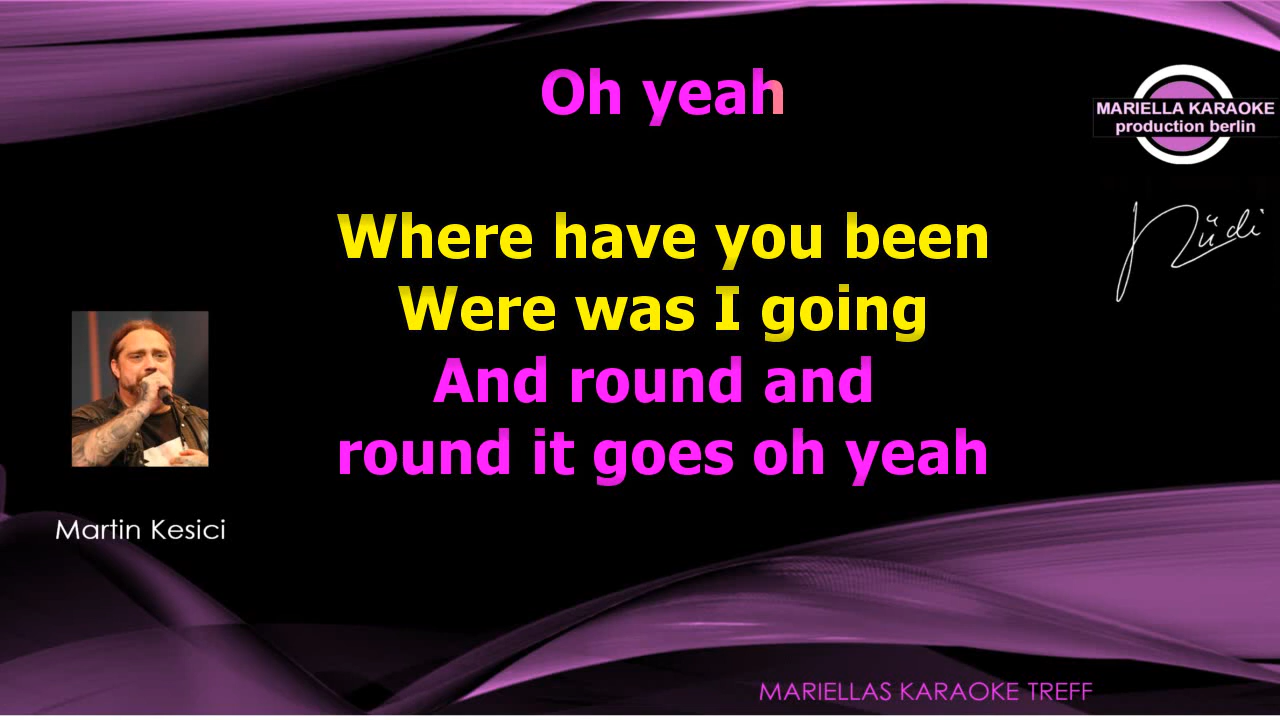 Oh yeah
MARIELLA KARAOKE
production berlin
Rüdi
Where have you been
Were was I going
And round and
round it goes oh yeah
Martin Kesici
MARIELLAS KARAOKE TREFF